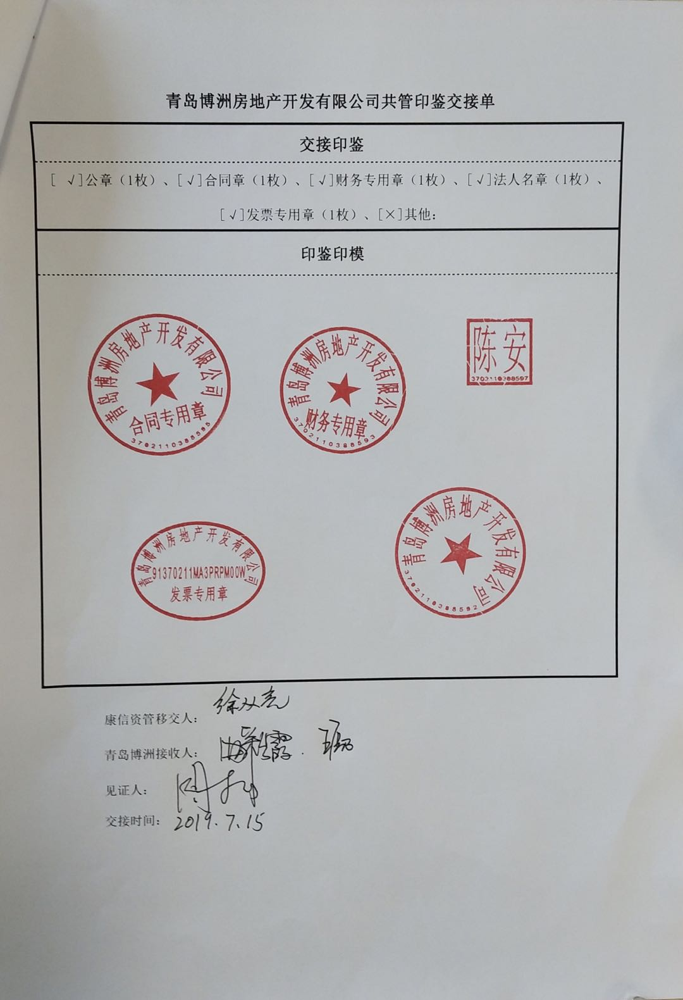 青岛博洲房地产开发有限公司共管印鉴交接单
交接印鉴
[ √]公章（1枚）、[√]合同章（1枚）、[√]财务专用章（1枚）、[√]法人名章（1枚）、
[√]发票专用章（1枚）、[×]其他：
印鉴印模
青岛博洲房地产开发有限公司
合同专用章
3702110388595
青岛博洲房地产开发有限公司
财务专用章
3702110388593
陈安
3702110388597
青岛博洲房地产开发有限公司
91370211MA3PRPM00W
发票专用章
青岛博洲房地产开发有限公司
3702110388592
康信资管移交人：徐从亮
青岛博洲接收人：
见证人：
交接时间：2019.7.15